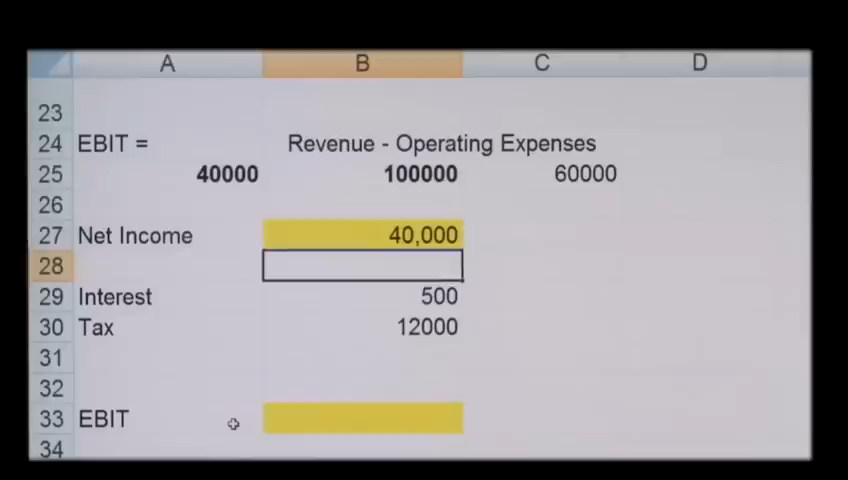 A B C D
23
24 EBIT = Revenue - Operating Expenses
25 40000 100000 60000
26
27 Net Income 40,000
28
29 Interest 500
30 Tax 12000
31
32
33 EBIT
34